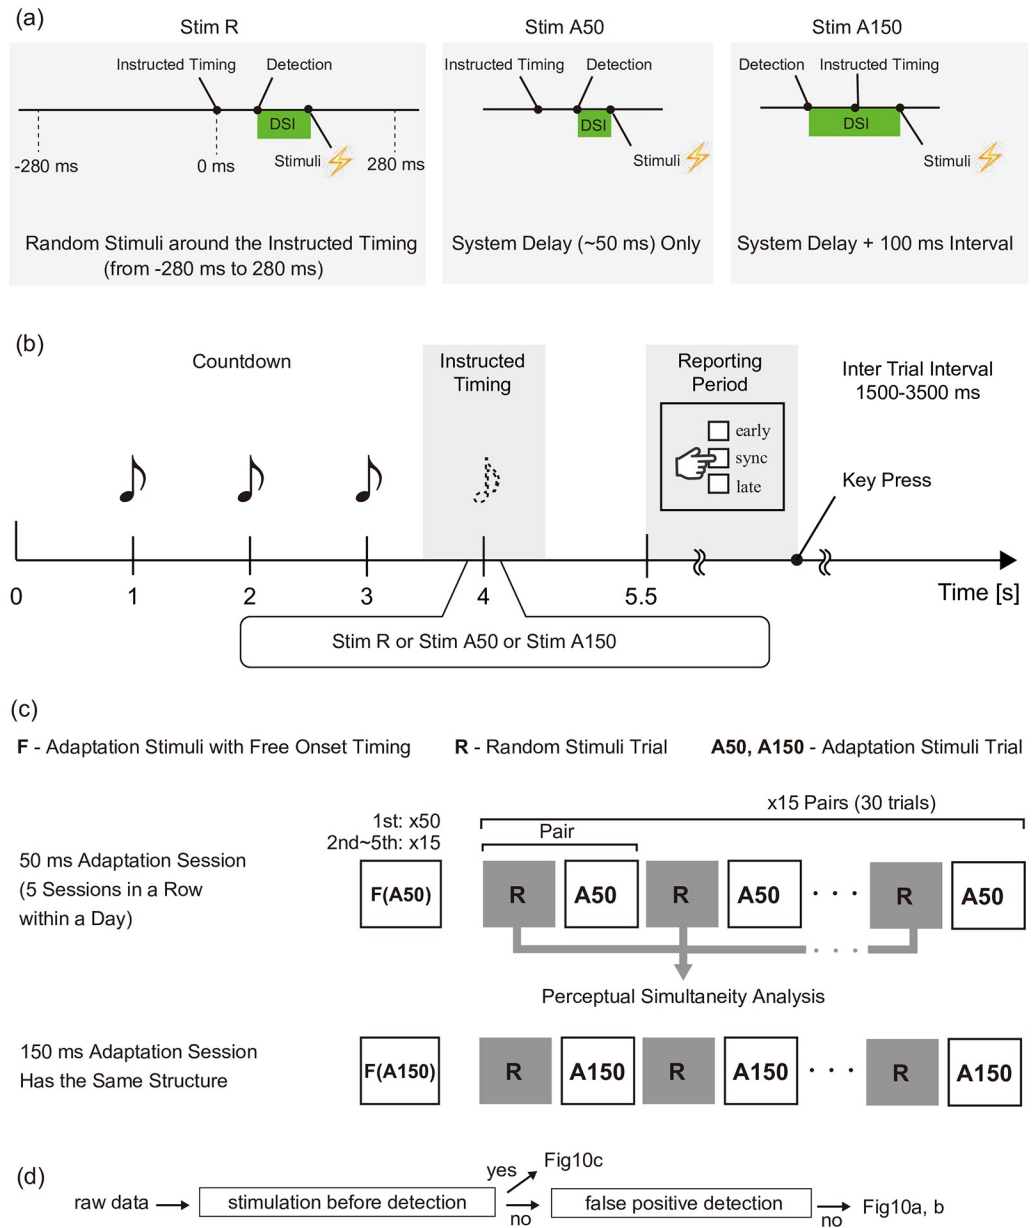 (a)
Stim R
Stim A50
Stim A150
Instructed Timing
Detection
DSI
Stimuli
-280 ms
0 ms
280 ms
Random Stimuli around the Instructed Timing
(from -280 ms to 280 ms)
Instructed Timing
Detection
DSI
Stimuli
System Delay (~50 ms) Only
Detection
Instructed Timing
DSI
Stimuli
System Delay + 100 ms Interval
(b)
Countdown
Instructed
Timing
Reporting
Period
early
sync
late
Inter Trial Interval
1500-3500 ms
Key Press
0
1
2
3
4
5.5
Time [s]
Stim R or Stim A50 or Stim A150
(c)
F - Adaptation Stimuli with Free Onset Timing
R - Random Stimuli Trial
A50, A150 - Adaptation Stimuli Trial
x15 Pairs (30 trials)
1st: x50
2nd~5th: x15
Pair
50 ms Adaptation Session
(5 Sessions in a Row
within a Day)
F(A50)
R
A50
R
A50
. . .
R
A50
. . .
Perceptual Simultaneity Analysis
150 ms Adaptation Session
Has the Same Structure
F(A150)
R
A150
R
A150
. . .
R
A150
(d)
raw data
stimulation before detection
yes
Fig10c
no
false positive detection
no
Fig10a, b